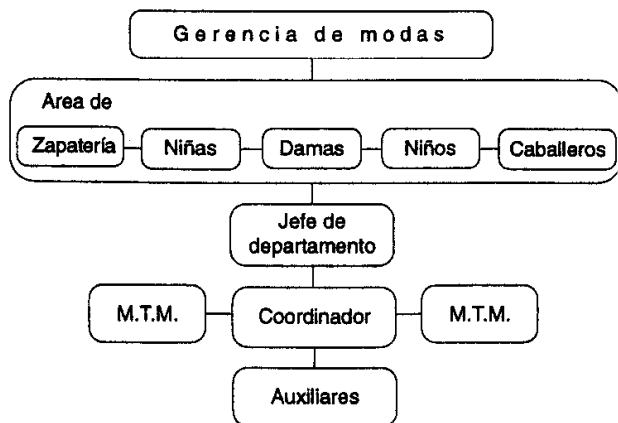 Gerencia de modas
Area de
Zapatería
Niñas
Damas
Niños
Caballeros
Jefe de
departamento
M.T.M.
Coordinador
M.T.M.
Auxiliares